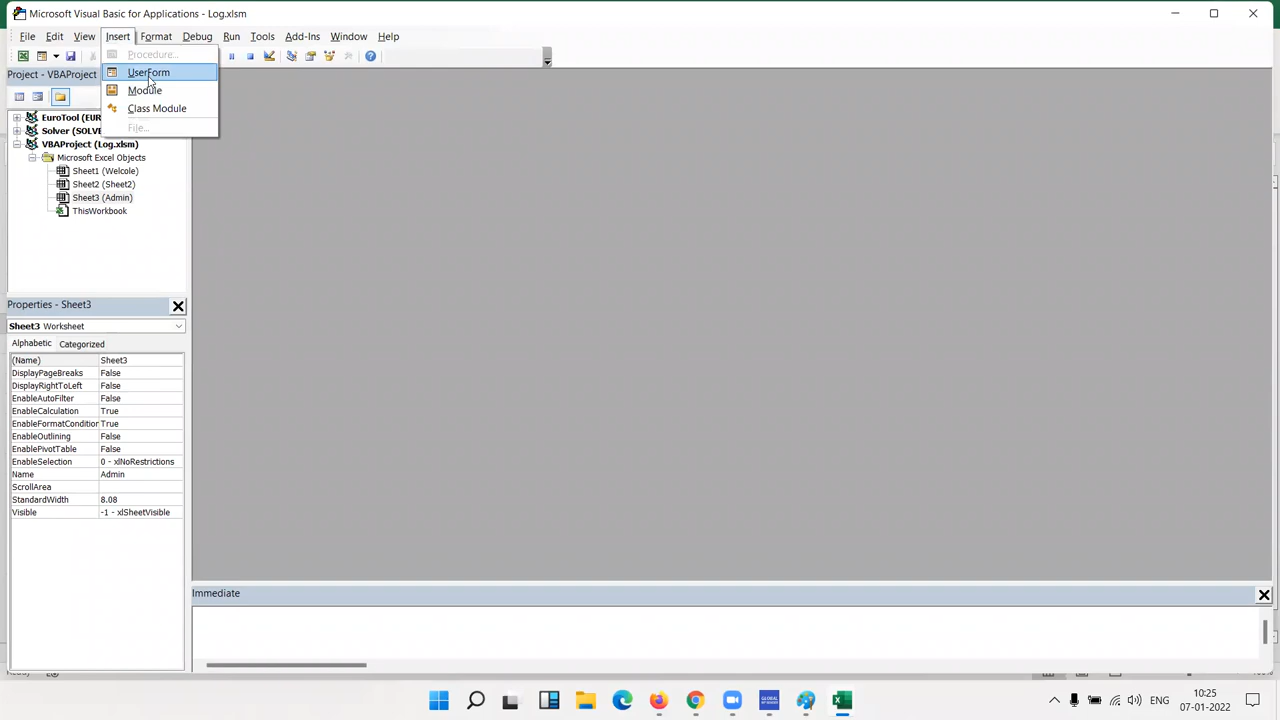 Microsoft Visual Basic for Applications - Log.xlsm
File Edit View Insert Format Debug Run Tools Add-Ins Window Help
Procedure...
UserForm
Module
Class Module
File...
Project - VBAProject
EuroTool (EUR
Solver (SOLV
VBAProject (Log.xlsm)
Microsoft Excel Objects
Sheet1 (Welcole)
Sheet2 (Sheet2)
Sheet3 (Admin)
ThisWorkbook
Properties - Sheet3
Sheet3 Worksheet
Alphabetic Categorized
(Name) Sheet3
DisplayPageBreaks False
DisplayRightToLeft False
EnableAutoFilter False
EnableCalculation True
EnableFormatCondition True
EnableOutlining False
EnablePivotTable False
EnableSelection 0 - xlNoRestrictions
Name Admin
ScrollArea
StandardWidth 8.08
Visible -1 - xlSheetVisible
Immediate
GLOBAL
ENG
10:25
07-01-2022